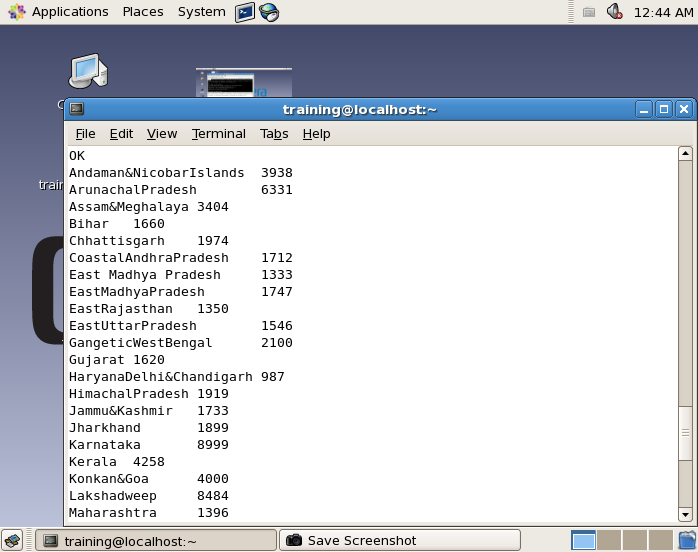 Applications Places System 12:44 AM
training@localhost:~
File Edit View Terminal Tabs Help
OK
Andaman&NicobarIslands 3938
ArunachalPradesh 6331
Assam&Meghalaya 3404
Bihar 1660
Chhattisgarh 1974
CoastalAndhraPradesh 1712
East Madhya Pradesh 1333
EastMadhyaPradesh 1747
EastRajasthan 1350
EastUttarPradesh 1546
GangeticWestBengal 2100
Gujarat 1620
HaryanaDelhi&Chandigarh 987
HimachalPradesh 1919
Jammu&Kashmir 1733
Jharkhand 1899
Karnataka 8999
Kerala 4258
Konkan&Goa 4000
Lakshadweep 8484
Maharashtra 1396
training@localhost:~ Save Screenshot